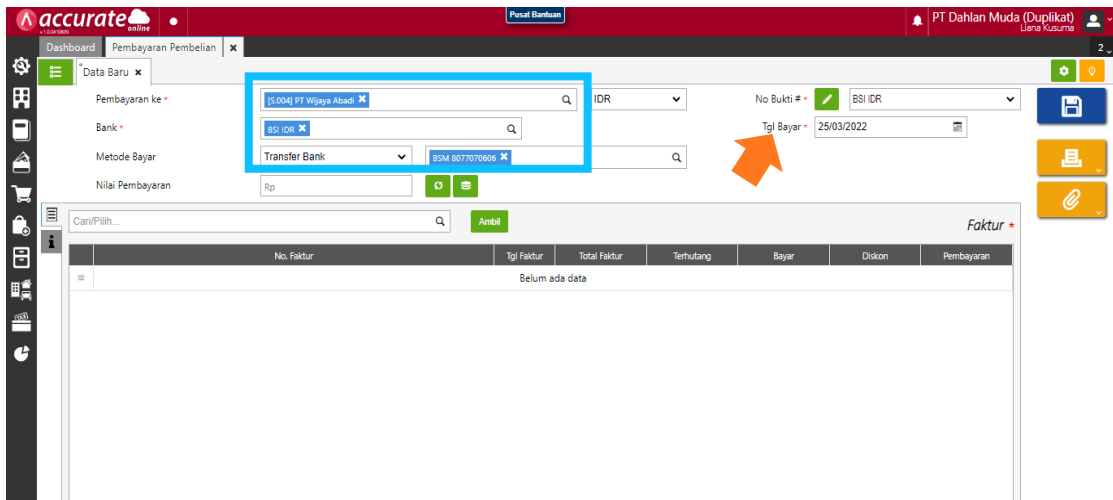 accurate online
Pusat Bantuan
PT Dahlan Muda (Duplikat)
Liana Kusuma
Dashboard
Pembayaran Pembelian
2
*Data Baru
Pembayaran ke *
[S.004] PT Wijaya Abadi
IDR
No Bukti # *
BSI IDR
Bank *
BSI IDR
Tgl Bayar *
25/03/2022
Metode Bayar
Transfer Bank
BSM 8077070606
Nilai Pembayaran
Rp
Cari/Pilih...
Ambil
Faktur *
No. Faktur
Tgl Faktur
Total Faktur
Terhutang
Bayar
Diskon
Pembayaran
Belum ada data